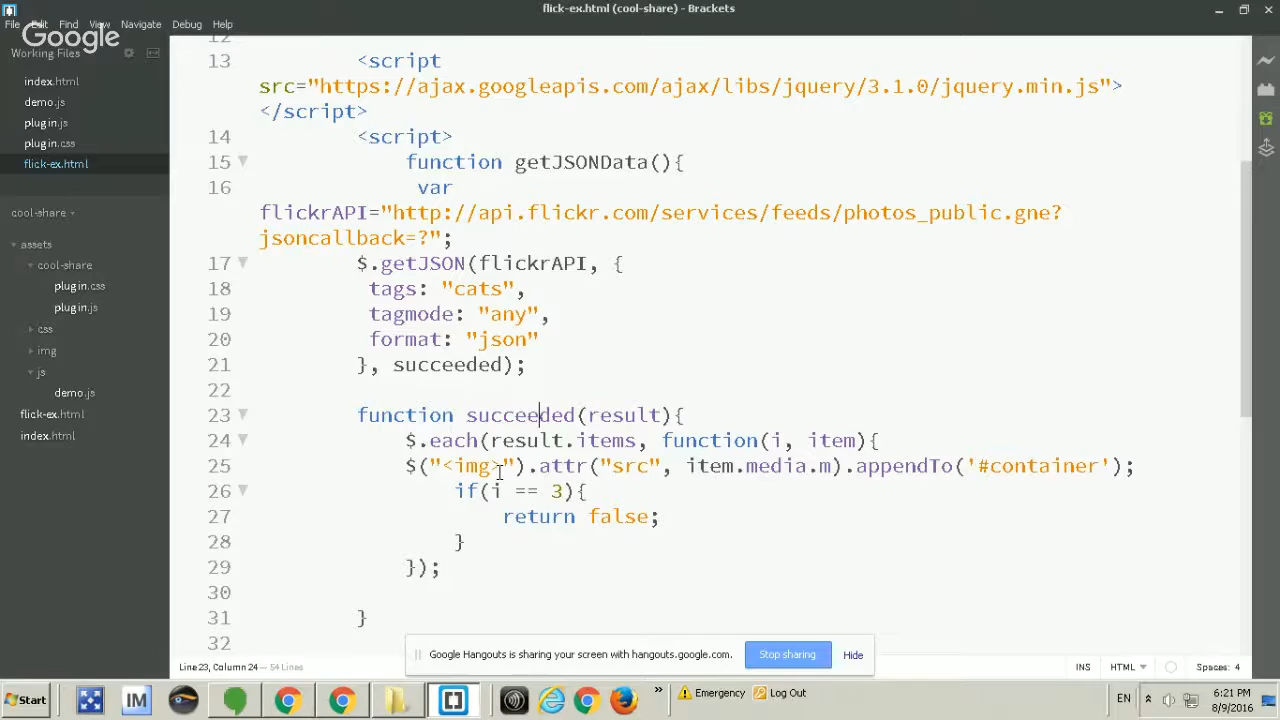 flick-ex.html (cool-share) - Brackets
File Edit Find View Navigate Debug Help
Google
Working Files
index.html
demo.js
plugin.js
plugin.css
flick-ex.html
cool-share
assets
cool-share
plugin.css
plugin.js
css
img
js
demo.js
flick-ex.html
index.html
12
13 <script
src="https://ajax.googleapis.com/ajax/libs/jquery/3.1.0/jquery.min.js">
</script>
14 <script>
15 function getJSONData(){
16 var
flickrAPI="http://api.flickr.com/services/feeds/photos_public.gne?
jsoncallback=?";
17 $.getJSON(flickrAPI, {
18 tags: "cats",
19 tagmode: "any",
20 format: "json"
21 }, succeeded);
22
23 function succeeded(result){
24 $.each(result.items, function(i, item){
25 $("<img>").attr("src", item.media.m).appendTo('#container');
26 if(i == 3){
27 return false;
28 }
29 });
30
31 }
32
Google Hangouts is sharing your screen with hangouts.google.com. Stop sharing Hide
Line 23, Column 24 — 54 Lines INS HTML Spaces: 4
Start IM » Emergency Log Out EN 6:21 PM
8/9/2016